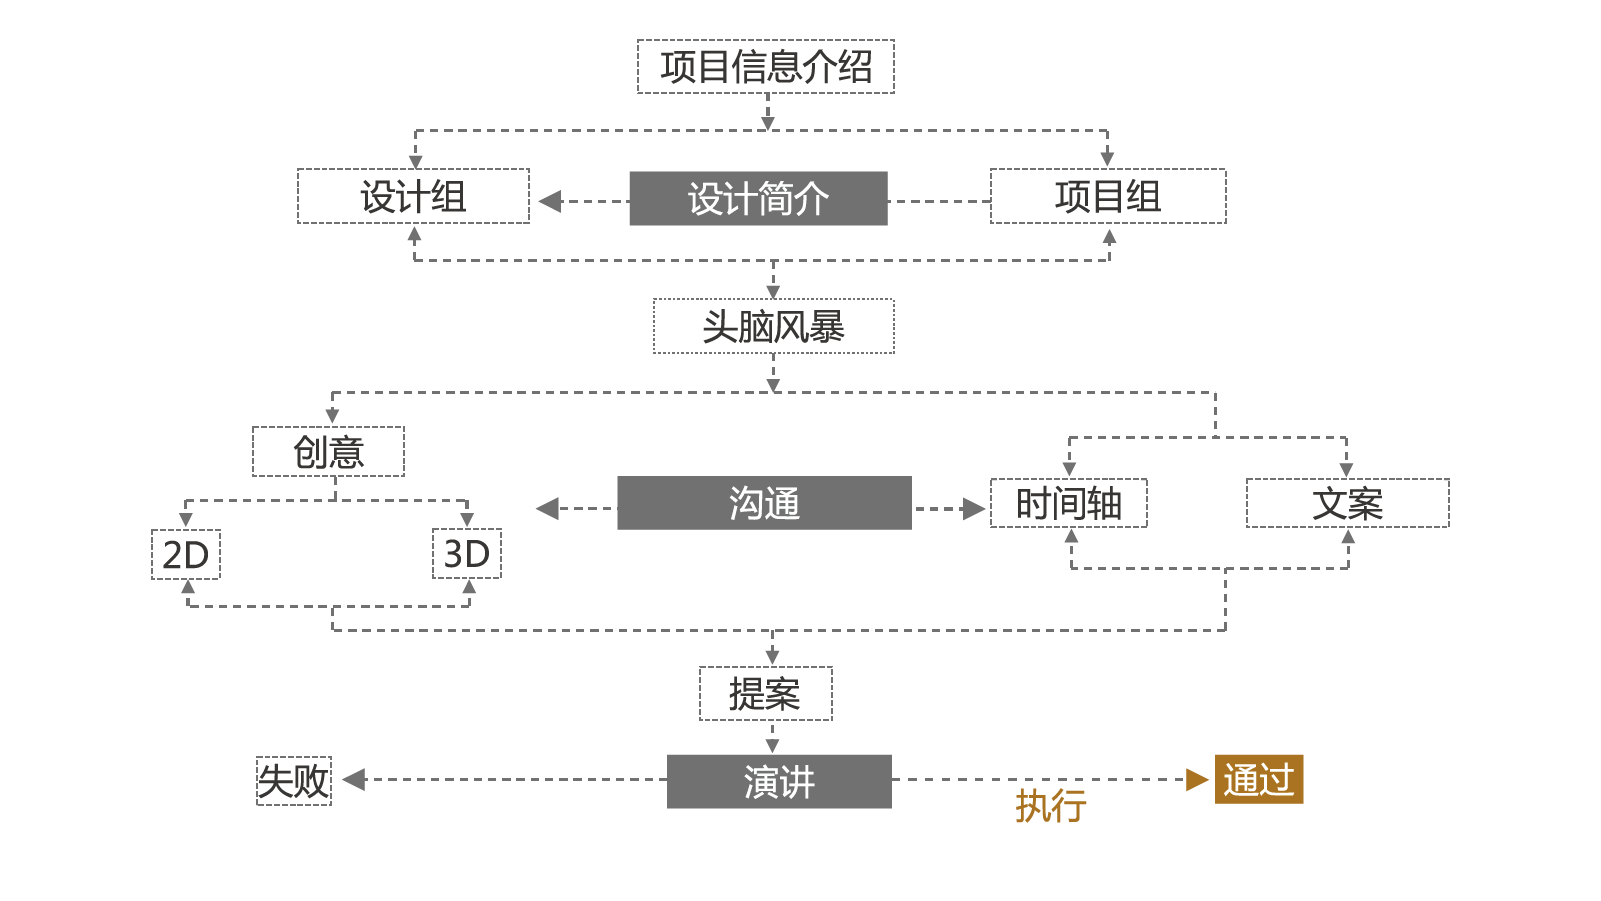 项目信息介绍
设计组
设计简介
项目组
头脑风暴
创意
沟通
时间轴
文案
2D
3D
提案
失败
演讲
执行
通过